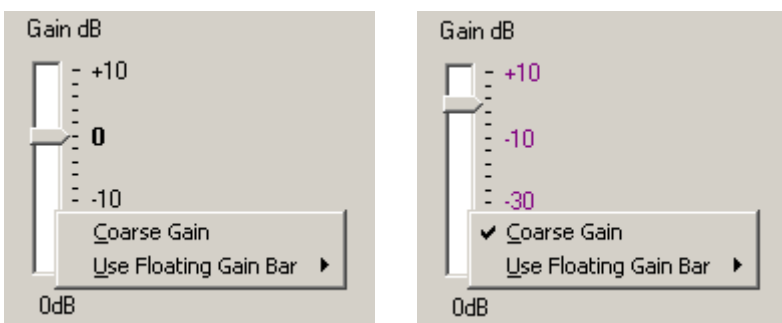 Gain dB
+10
0
-10
Coarse Gain
Use Floating Gain Bar
0dB
Gain dB
+10
-10
-30
Coarse Gain
Use Floating Gain Bar
0dB